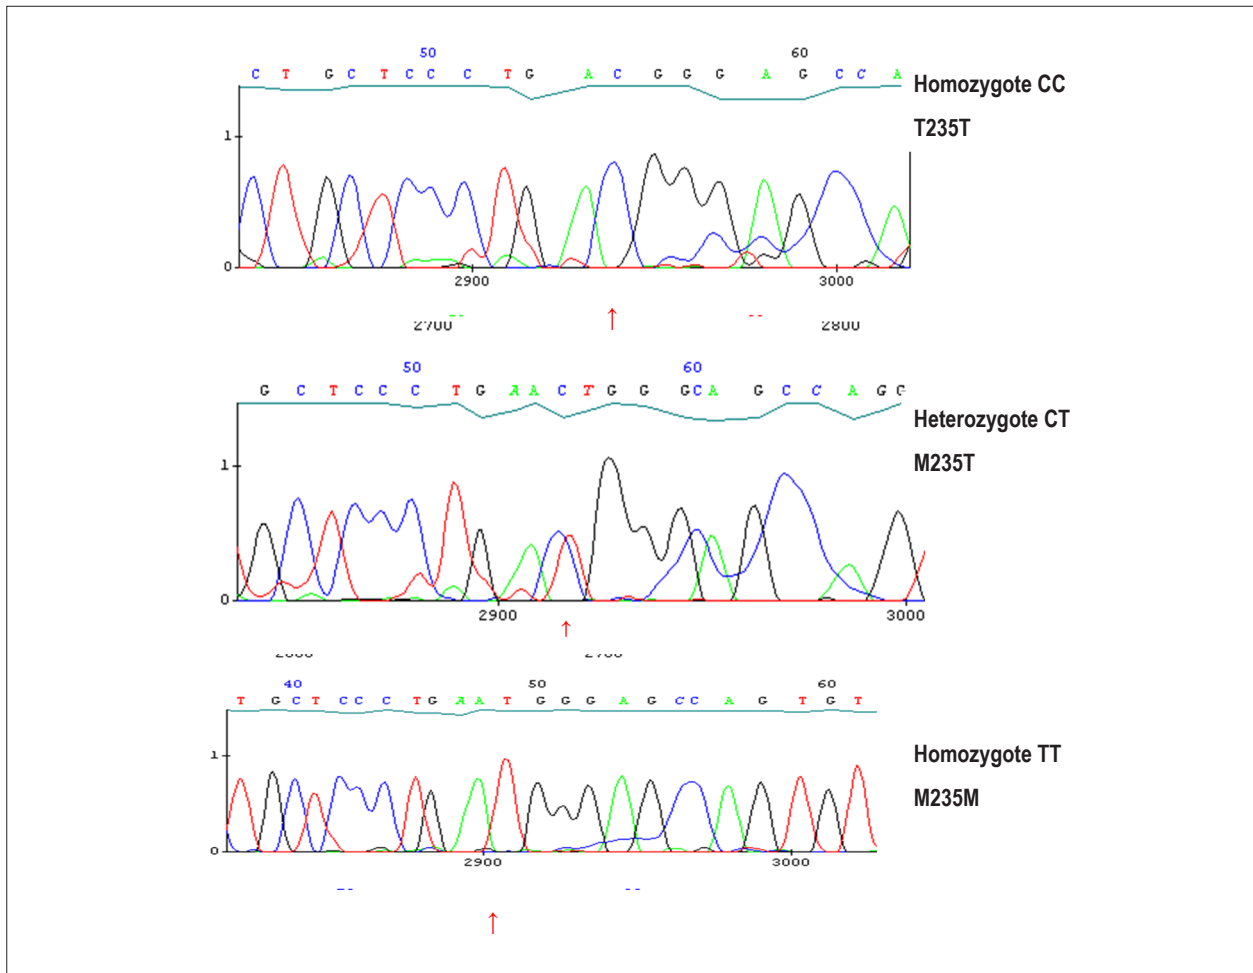 50 60
C T G C T C C C T G A C G G G A G C C A
Homozygote CC
T235T
1
0
2900 3000
2700 2800
50 60
G C T C C C T G A A C T G G G C A G C C A G G
Heterozygote CT
M235T
1
0
2900 3000
40 50 60
T G C T C C C T G A A T G G G A G C C A G T G T
Homozygote TT
M235M
1
0
2900 3000